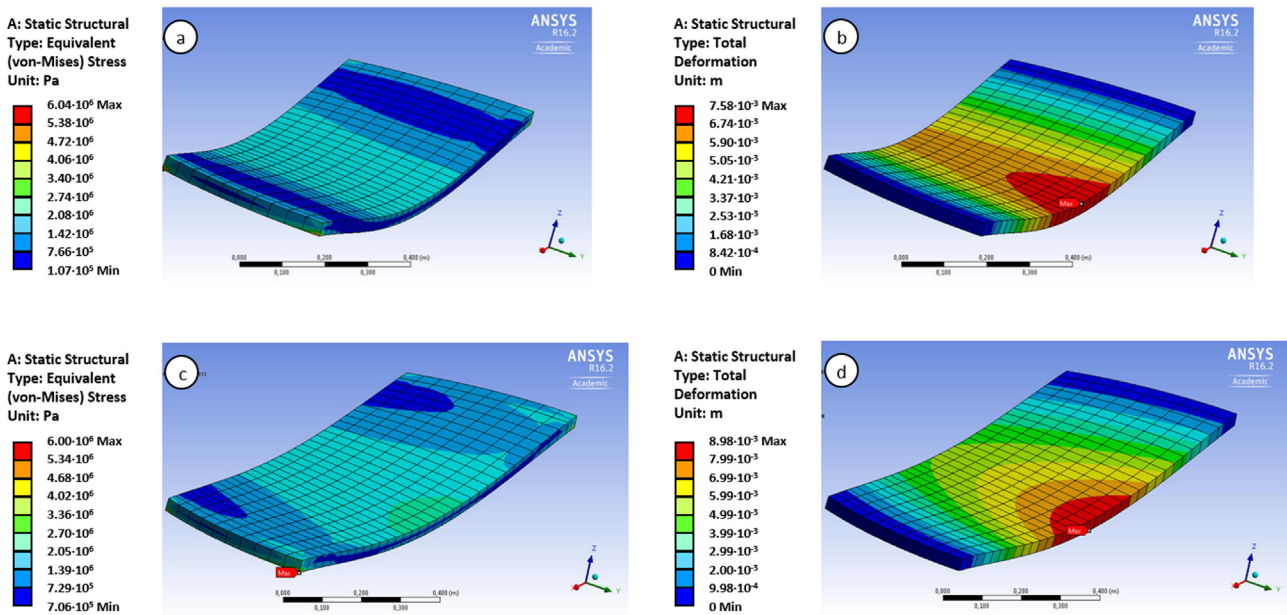 A: Static Structural
Type: Equivalent
(von-Mises) Stress
Unit: Pa
6.04·10⁶ Max
5.38·10⁶
4.72·10⁶
4.06·10⁶
3.40·10⁶
2.74·10⁶
2.08·10⁶
1.42·10⁶
7.66·10⁵
1.07·10⁵ Min
a
ANSYS
R16.2
Academic
Z
Y
0,000
0,200
0,400 (m)
0,100
0,300
A: Static Structural
Type: Total
Deformation
Unit: m
7.58·10⁻³ Max
6.74·10⁻³
5.90·10⁻³
5.05·10⁻³
4.21·10⁻³
3.37·10⁻³
2.53·10⁻³
1.68·10⁻³
8.42·10⁻⁴
0 Min
b
ANSYS
R16.2
Academic
Max
Z
Y
0,000
0,200
0,400 (m)
0,100
0,300
A: Static Structural
Type: Equivalent
(von-Mises) Stress
Unit: Pa
6.00·10⁶ Max
5.34·10⁶
4.68·10⁶
4.02·10⁶
3.36·10⁶
2.70·10⁶
2.05·10⁶
1.39·10⁶
7.29·10⁵
7.06·10⁵ Min
c
ANSYS
R16.2
Academic
Max
Z
X
Y
0,000
0,200
0,400 (m)
0,100
0,300
A: Static Structural
Type: Total
Deformation
Unit: m
8.98·10⁻³ Max
7.99·10⁻³
6.99·10⁻³
5.99·10⁻³
4.99·10⁻³
3.99·10⁻³
2.99·10⁻³
2.00·10⁻³
9.98·10⁻⁴
0 Min
d
ANSYS
R16.2
Academic
Max
Z
X
Y
0,000
0,200
0,400 (m)
0,100
0,300